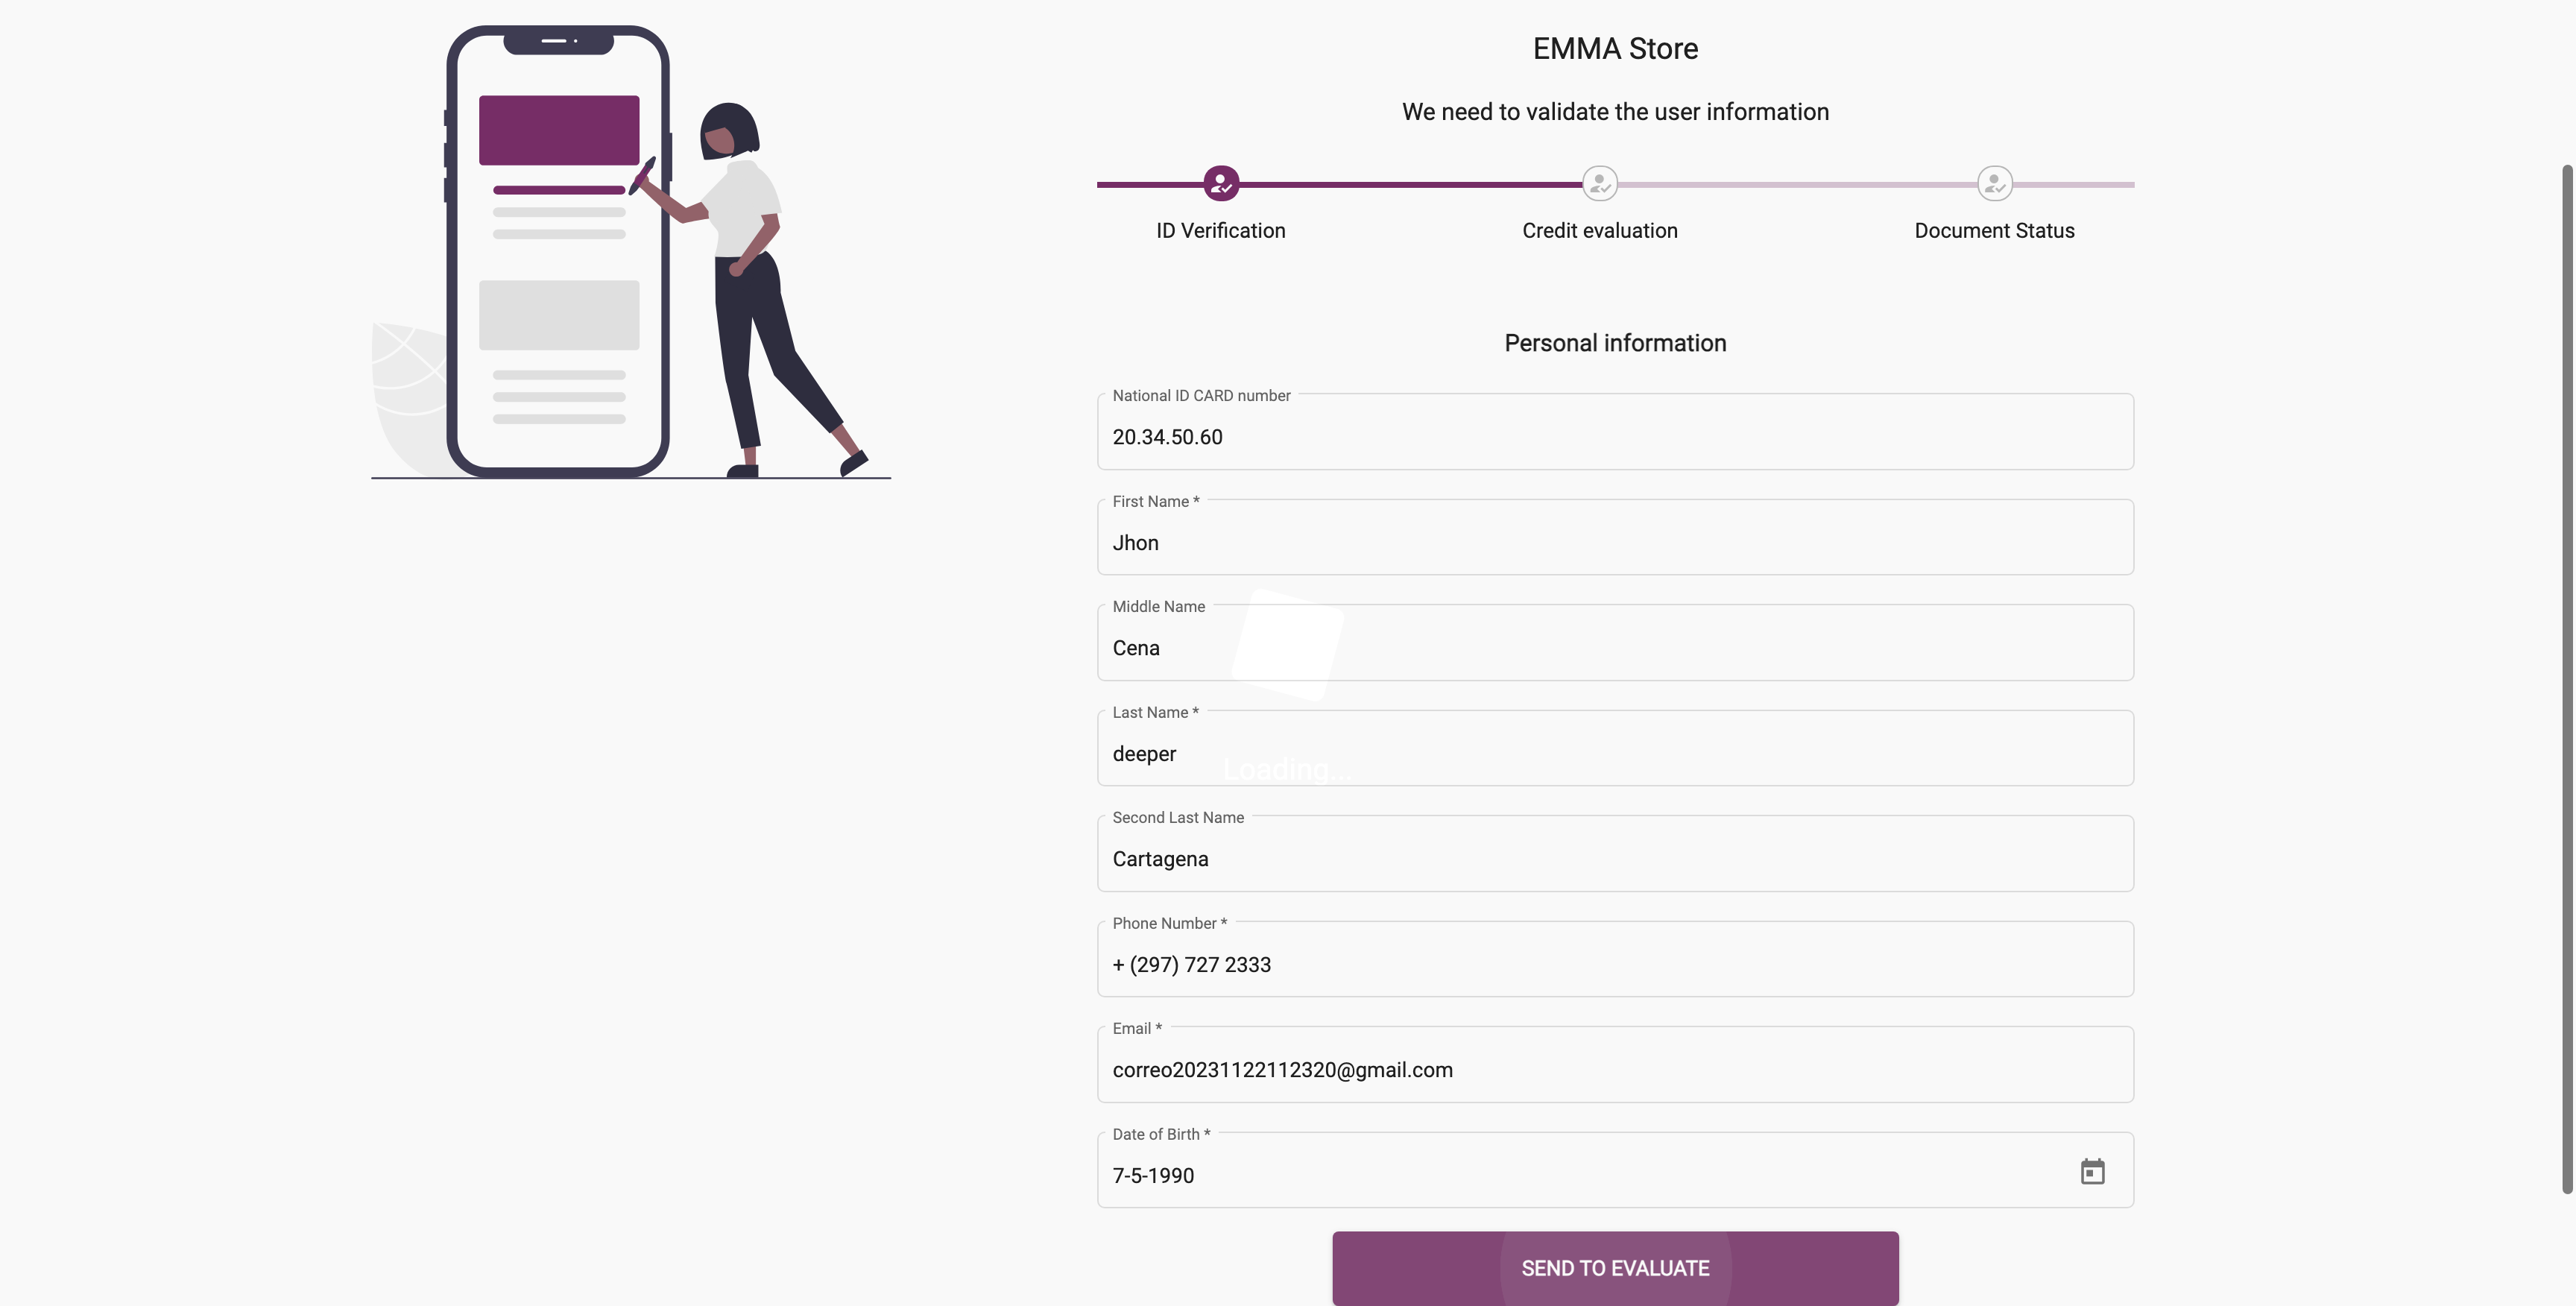 EMMA Store
We need to validate the user information
ID Verification
Credit evaluation
Document Status
Personal information
National ID CARD number
20.34.50.60
First Name *
Jhon
Middle Name
Cena
Last Name *
deeper
Loading...
Second Last Name
Cartagena
Phone Number *
+ (297) 727 2333
Email *
correo20231122112320@gmail.com
Date of Birth *
7-5-1990
SEND TO EVALUATE